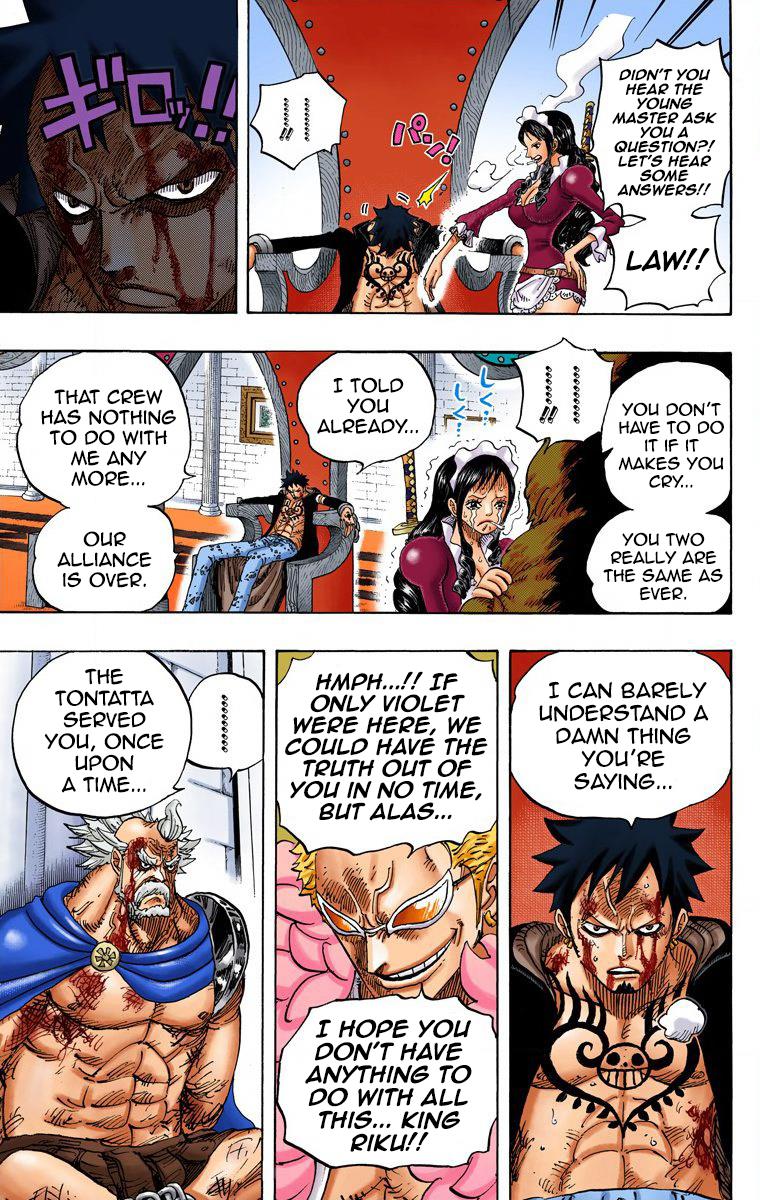 DIDN'T YOU
HEAR THE
YOUNG
MASTER ASK
YOU A
QUESTION?!
LET'S HEAR
SOME
ANSWERS!!
LAW!!
パン!
...........
...........!!
ギロッ!!
YOU DON'T
HAVE TO DO
IT IF IT
MAKES YOU
CRY...
YOU TWO
REALLY ARE
THE SAME AS
EVER.
...........
...........!!
しく…
しく…
I TOLD
YOU
ALREADY...
THAT CREW
HAS NOTHING
TO DO WITH
ME ANY
MORE...
OUR
ALLIANCE
IS OVER.
I CAN BARELY
UNDERSTAND A
DAMN THING
YOU'RE
SAYING...
HMPH...!! IF
ONLY VIOLET
WERE HERE, WE
COULD HAVE THE
TRUTH OUT OF
YOU IN NO TIME,
BUT ALAS...
I HOPE YOU
DON'T HAVE
ANYTHING TO
DO WITH ALL
THIS... KING
RIKU!!
...........
THE
TONTATTA
SERVED
YOU, ONCE
UPON
A TIME...